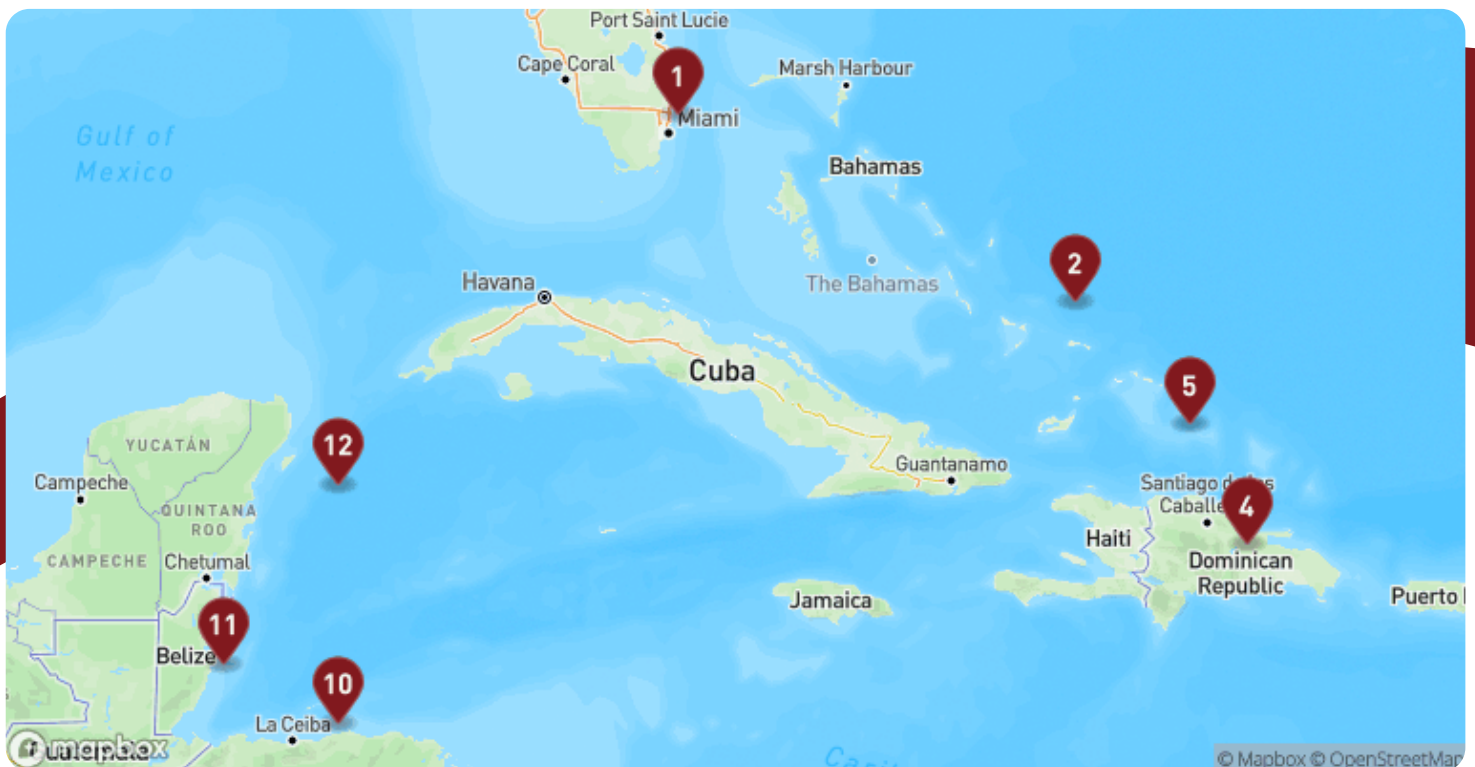 Port Saint Lucie
Cape Coral
1
Marsh Harbour
Miami
Gulf of
Mexico
Bahamas
2
Havana
The Bahamas
Cuba
5
12
YUCATÁN
Campeche
Guantanamo
Santiago de los
Caballe
4
QUINTANA
ROO
CAMPECHE
Chetumal
Haiti
Dominican
Republic
Jamaica
Puerto
11
Belize
10
La Ceiba
mapbox
© Mapbox © OpenStreetMap